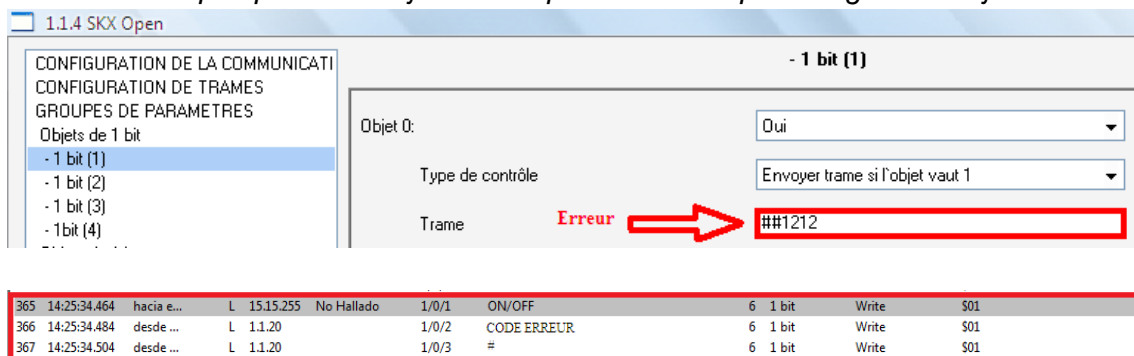 1.1.4 SKX Open
CONFIGURATION DE LA COMMUNICATI
CONFIGURATION DE TRAMES
GROUPES DE PARAMETRES
Objets de 1 bit
- 1 bit (1)
- 1 bit (2)
- 1 bit (3)
- 1bit (4)
- 1 bit (1)
Objet 0: Oui
Type de contrôle Envoyer trame si l`objet vaut 1
Trame Erreur ##1212
365 14:25:34.464 hacia e... L 15.15.255 No Hallado 1/0/1 ON/OFF 6 1 bit Write $01
366 14:25:34.484 desde ... L 1.1.20 1/0/2 CODE ERREUR 6 1 bit Write $01
367 14:25:34.504 desde ... L 1.1.20 1/0/3 # 6 1 bit Write $01